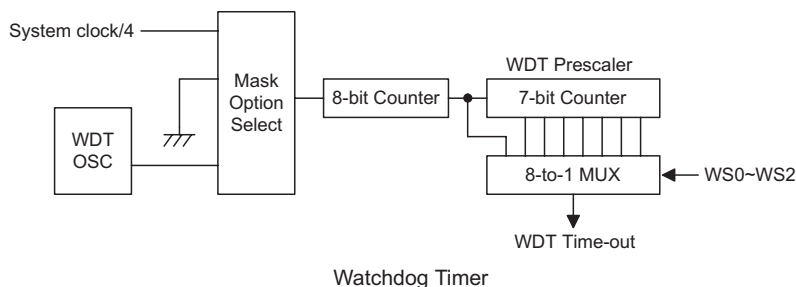 System clock/4
Mask
Option
Select
WDT
OSC
8-bit Counter
WDT Prescaler
7-bit Counter
8-to-1 MUX
WS0~WS2
WDT Time-out
Watchdog Timer